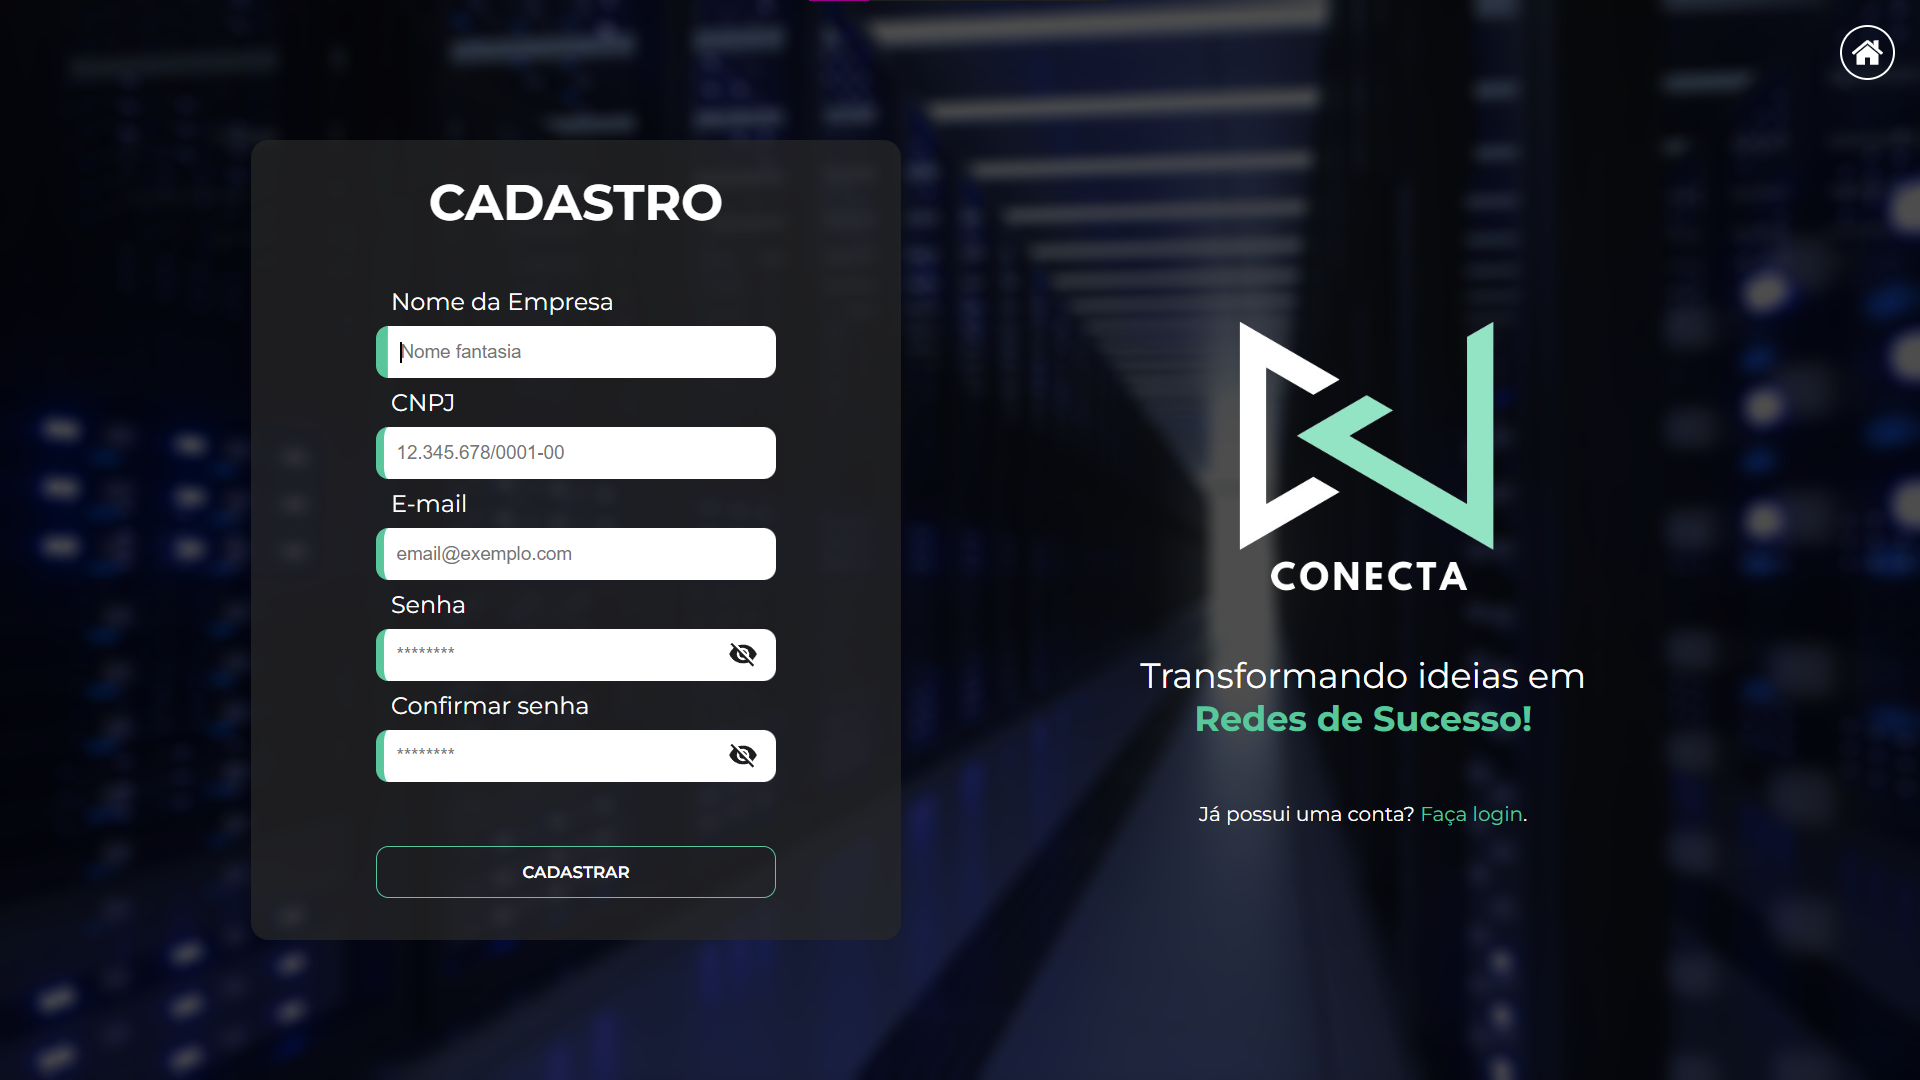 CADASTRO
Nome da Empresa
Nome fantasia
CNPJ
12.345.678/0001-00
E-mail
email@exemplo.com
Senha
********
Confirmar senha
********
CADASTRAR
CONECTA
Transformando ideias em
Redes de Sucesso!
Já possui uma conta? Faça login.